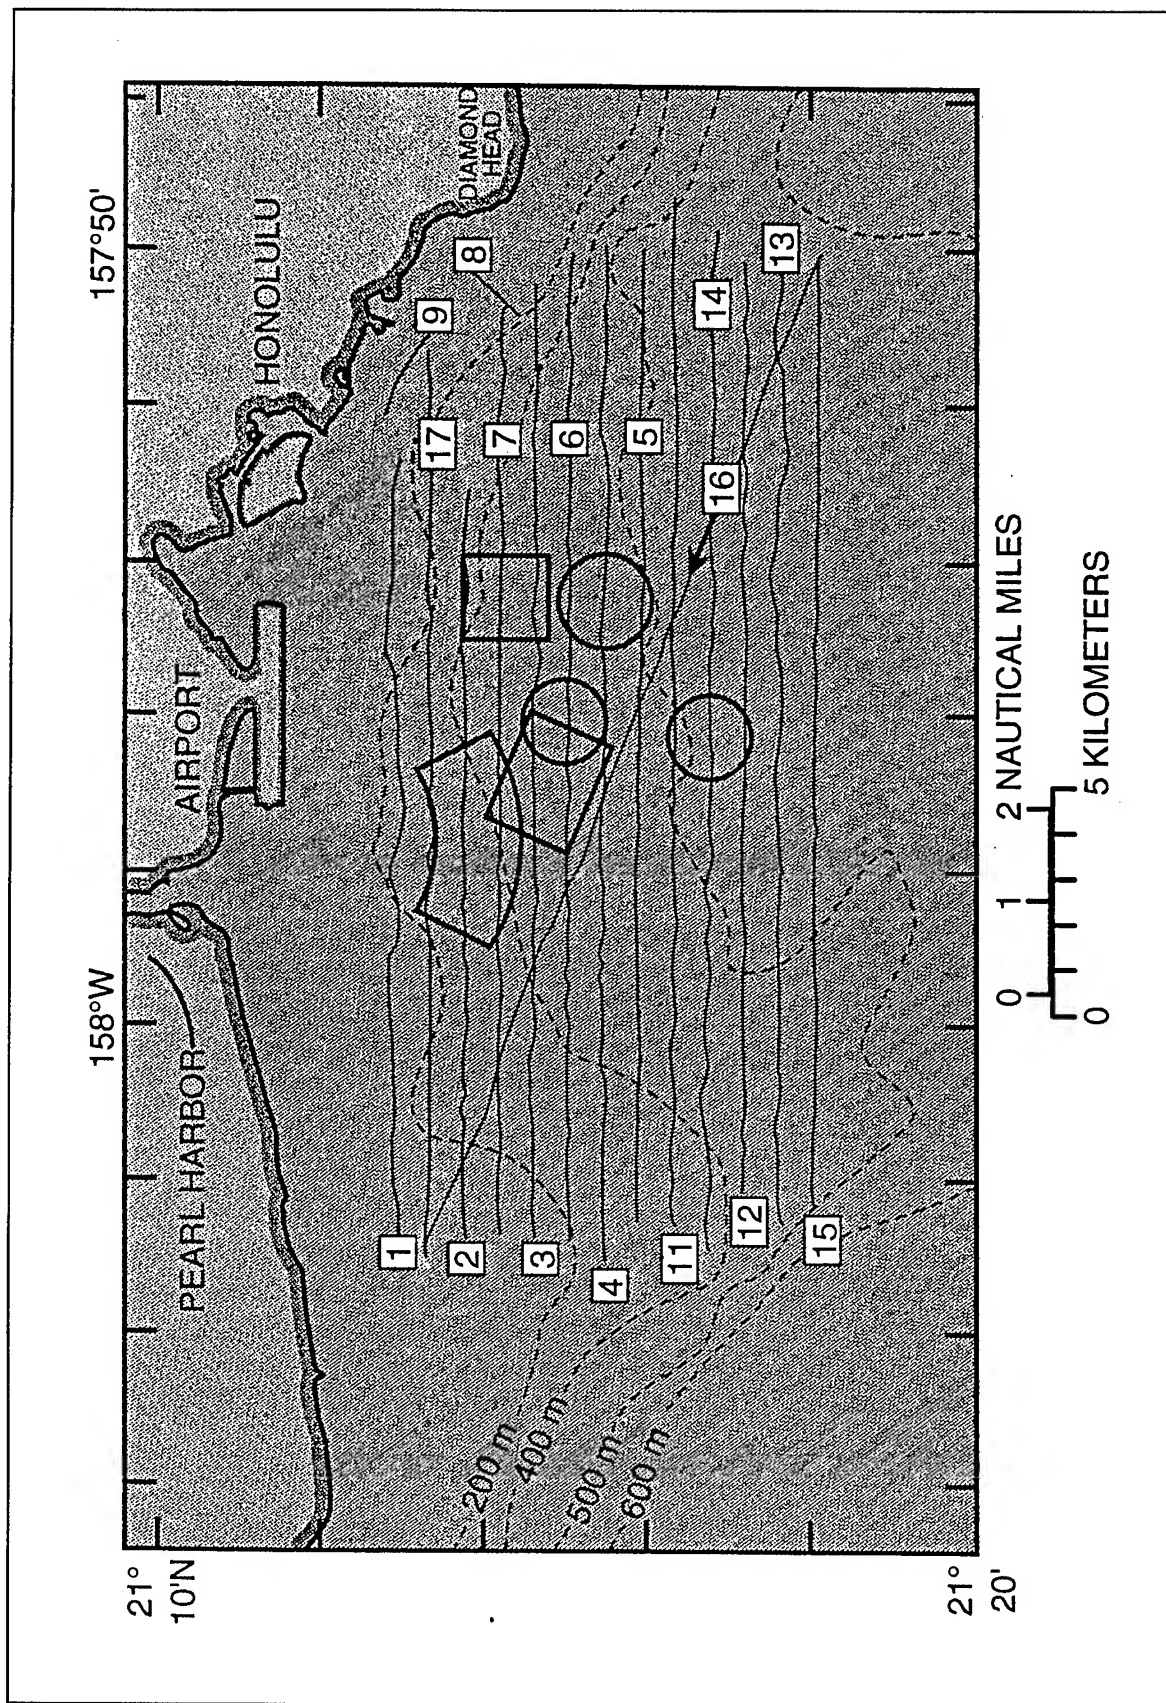 158°W
157°50'
PEARL HARBOR
AIRPORT
HONOLULU
DIAMOND
HEAD
21°
10'N
9
8
1
17
2
7
3
6
4
5
11
14
12
16
13
15
200 m
400 m
500 m
600 m
21°
20'
0 1 2 NAUTICAL MILES
0 5 KILOMETERS